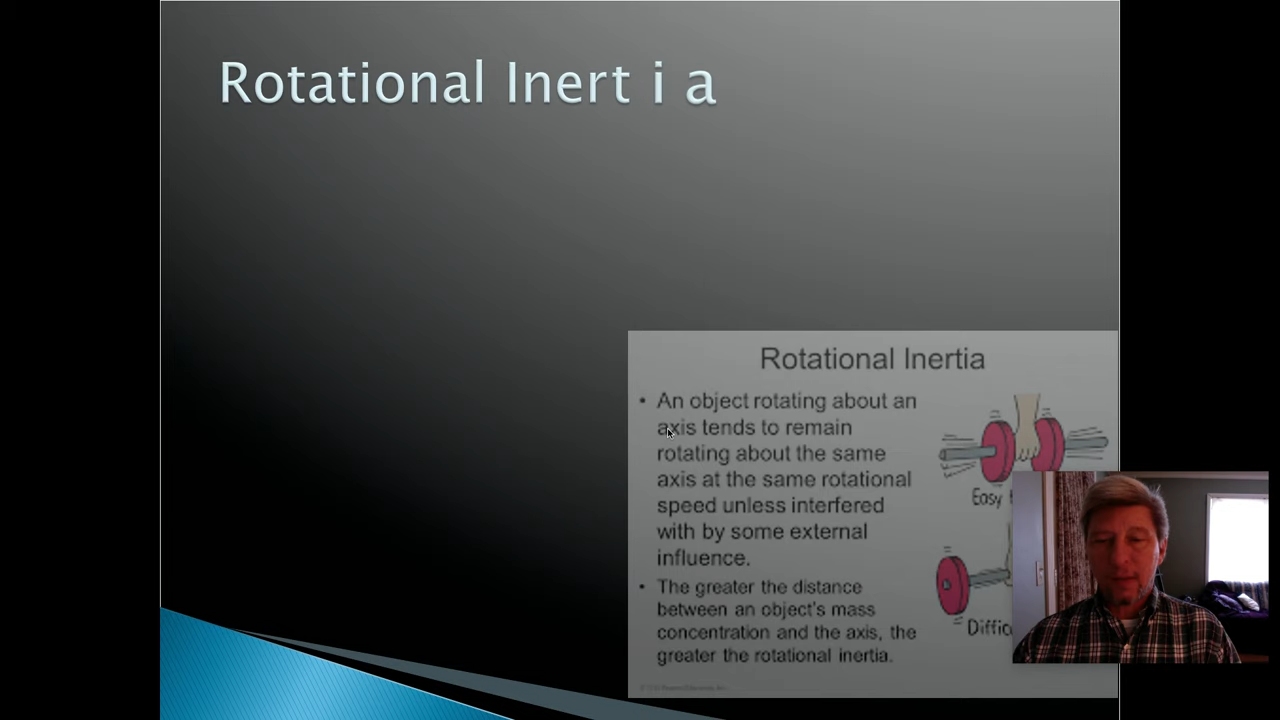 Rotational Inert i a
Rotational Inertia
• An object rotating about an
axis tends to remain
rotating about the same
axis at the same rotational
speed unless interfered
with by some external
influence.
• The greater the distance
between an object's mass
concentration and the axis, the
greater the rotational inertia.
Easy